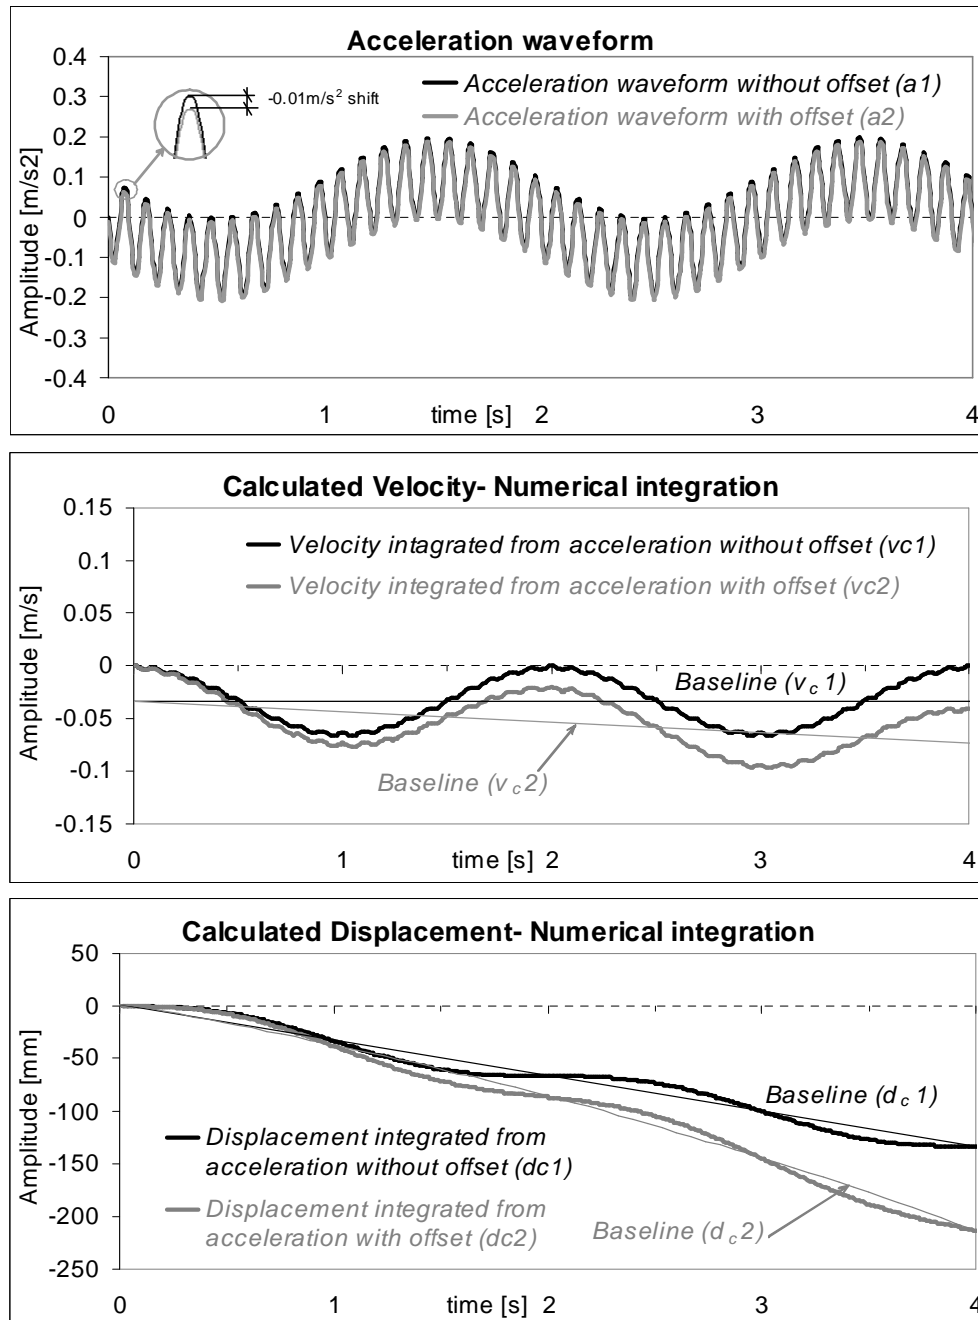 Acceleration waveform
0.4
0.3
0.2
0.1
0
-0.1
-0.2
-0.3
-0.4
Amplitude [m/s2]
-0.01m/s² shift
Acceleration waveform without offset (a1)
Acceleration waveform with offset (a2)
0 1 time [s] 2 3 4
Calculated Velocity- Numerical integration
0.15
0.1
0.05
0
-0.05
-0.1
-0.15
Amplitude [m/s]
Velocity intagrated from acceleration without offset (vc1)
Velocity integrated from acceleration with offset (vc2)
Baseline (v c 1)
Baseline (v c 2)
0 1 time [s] 2 3 4
Calculated Displacement- Numerical integration
50
0
-50
-100
-150
-200
-250
Amplitude [mm]
Baseline (d c 1)
Displacement integrated from
acceleration without offset (dc1)
Displacement integrated from
acceleration with offset (dc2)
Baseline (d c 2)
0 1 time [s] 2 3 4